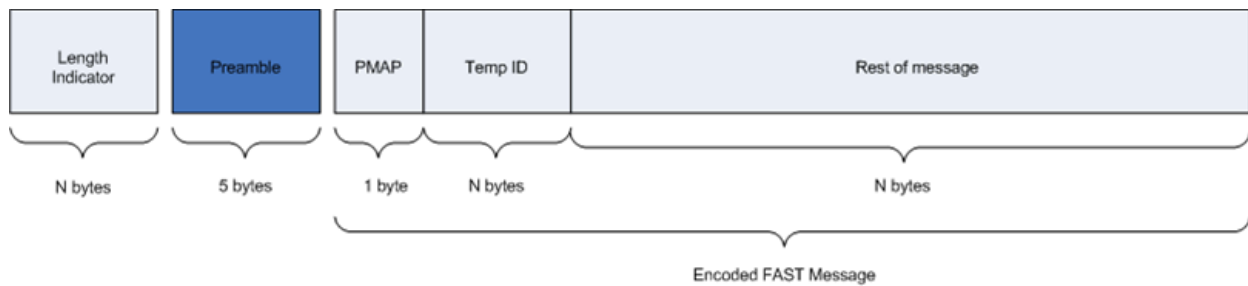 Length
Indicator
Preamble
PMAP
Temp ID
Rest of message
N bytes
5 bytes
1 byte
N bytes
N bytes
Encoded FAST Message